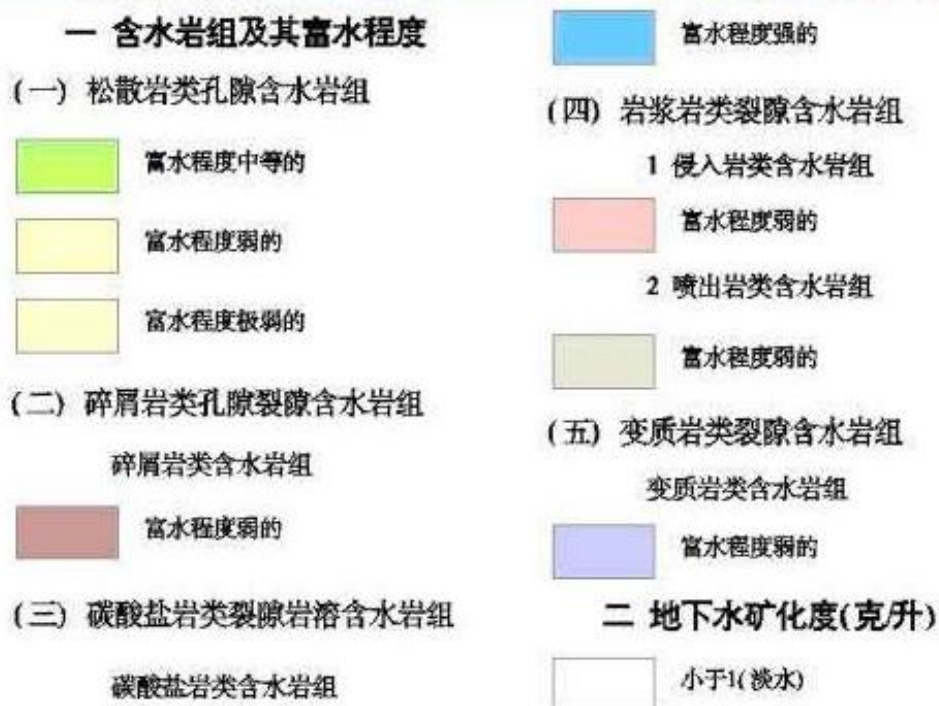 一 含水岩组及其富水程度
(一) 松散岩类孔隙含水岩组
富水程度中等的
富水程度弱的
富水程度极弱的
(二) 碎屑岩类孔隙裂隙含水岩组
碎屑岩类含水岩组
富水程度弱的
(三) 碳酸盐岩类裂隙岩溶含水岩组
碳酸盐岩类含水岩组
富水程度强的
(四) 岩浆岩类裂隙含水岩组
1 侵入岩类含水岩组
富水程度弱的
2 喷出岩类含水岩组
富水程度弱的
(五) 变质岩类裂隙含水岩组
变质岩类含水岩组
富水程度弱的
二 地下水矿化度(克/升)
小于1(淡水)